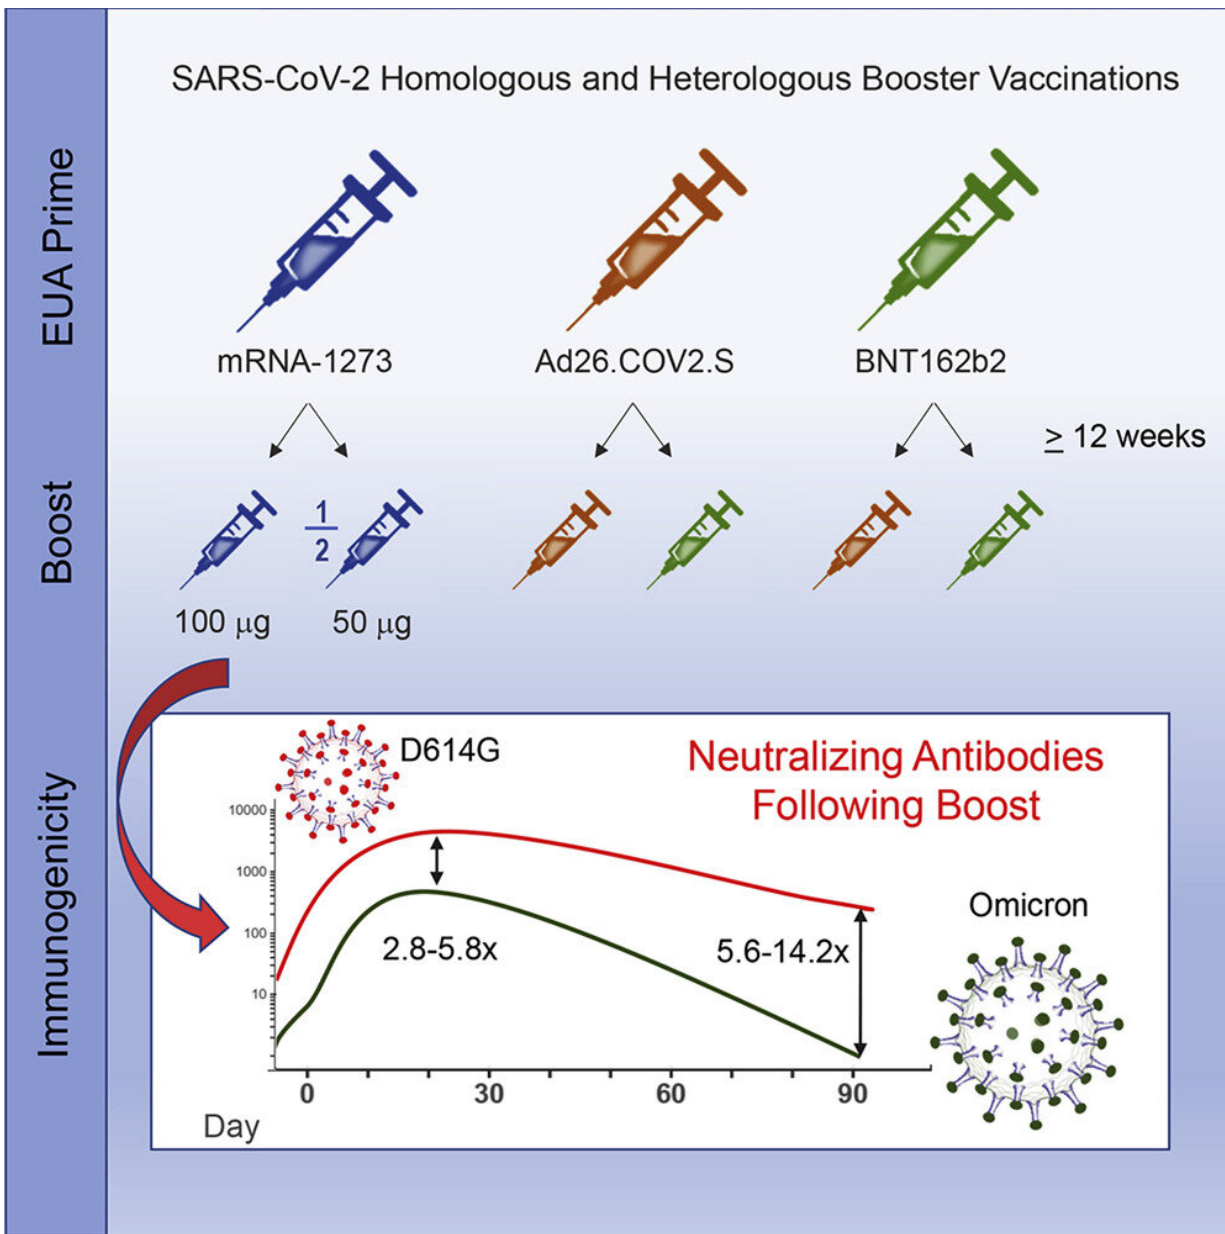 SARS-CoV-2 Homologous and Heterologous Booster Vaccinations
EUA Prime
mRNA-1273
Ad26.COV2.S
BNT162b2
≥ 12 weeks
Boost
1
2
100 μg
50 μg
Immunogenicity
D614G
Neutralizing Antibodies
Following Boost
10000
1000
100
10
2.8-5.8x
5.6-14.2x
Omicron
0 30 60 90
Day